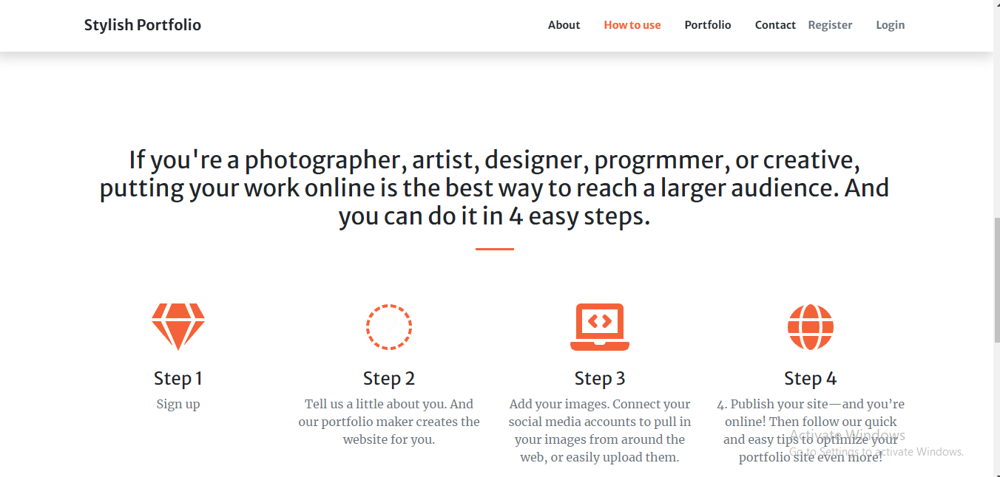 Stylish Portfolio
About How to use Portfolio Contact Register Login
If you're a photographer, artist, designer, progrmmer, or creative,
putting your work online is the best way to reach a larger audience. And
you can do it in 4 easy steps.
Step 1
Sign up
Step 2
Tell us a little about you. And
our portfolio maker creates the
website for you.
Step 3
Add your images. Connect your
social media accounts to pull in
your images from around the
web, or easily upload them.
Step 4
4. Publish your site—and you’re
online! Then follow our quick
and easy tips to optimize your
portfolio site even more!
Activate Windows
Go to Settings to activate Windows.